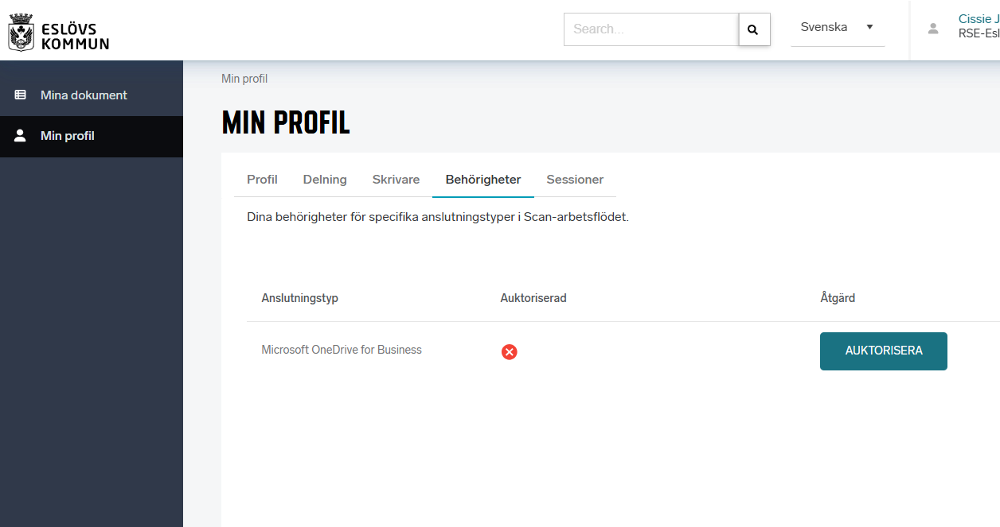 ESLÖVS
KOMMUN
Search...
Svenska
Cissie J
RSE-Esl
Mina dokument
Min profil
Min profil
MIN PROFIL
Profil
Delning
Skrivare
Behörigheter
Sessioner
Dina behörigheter för specifika anslutningstyper i Scan-arbetsflödet.
Anslutningstyp
Auktoriserad
Åtgärd
Microsoft OneDrive for Business
AUKTORISERA